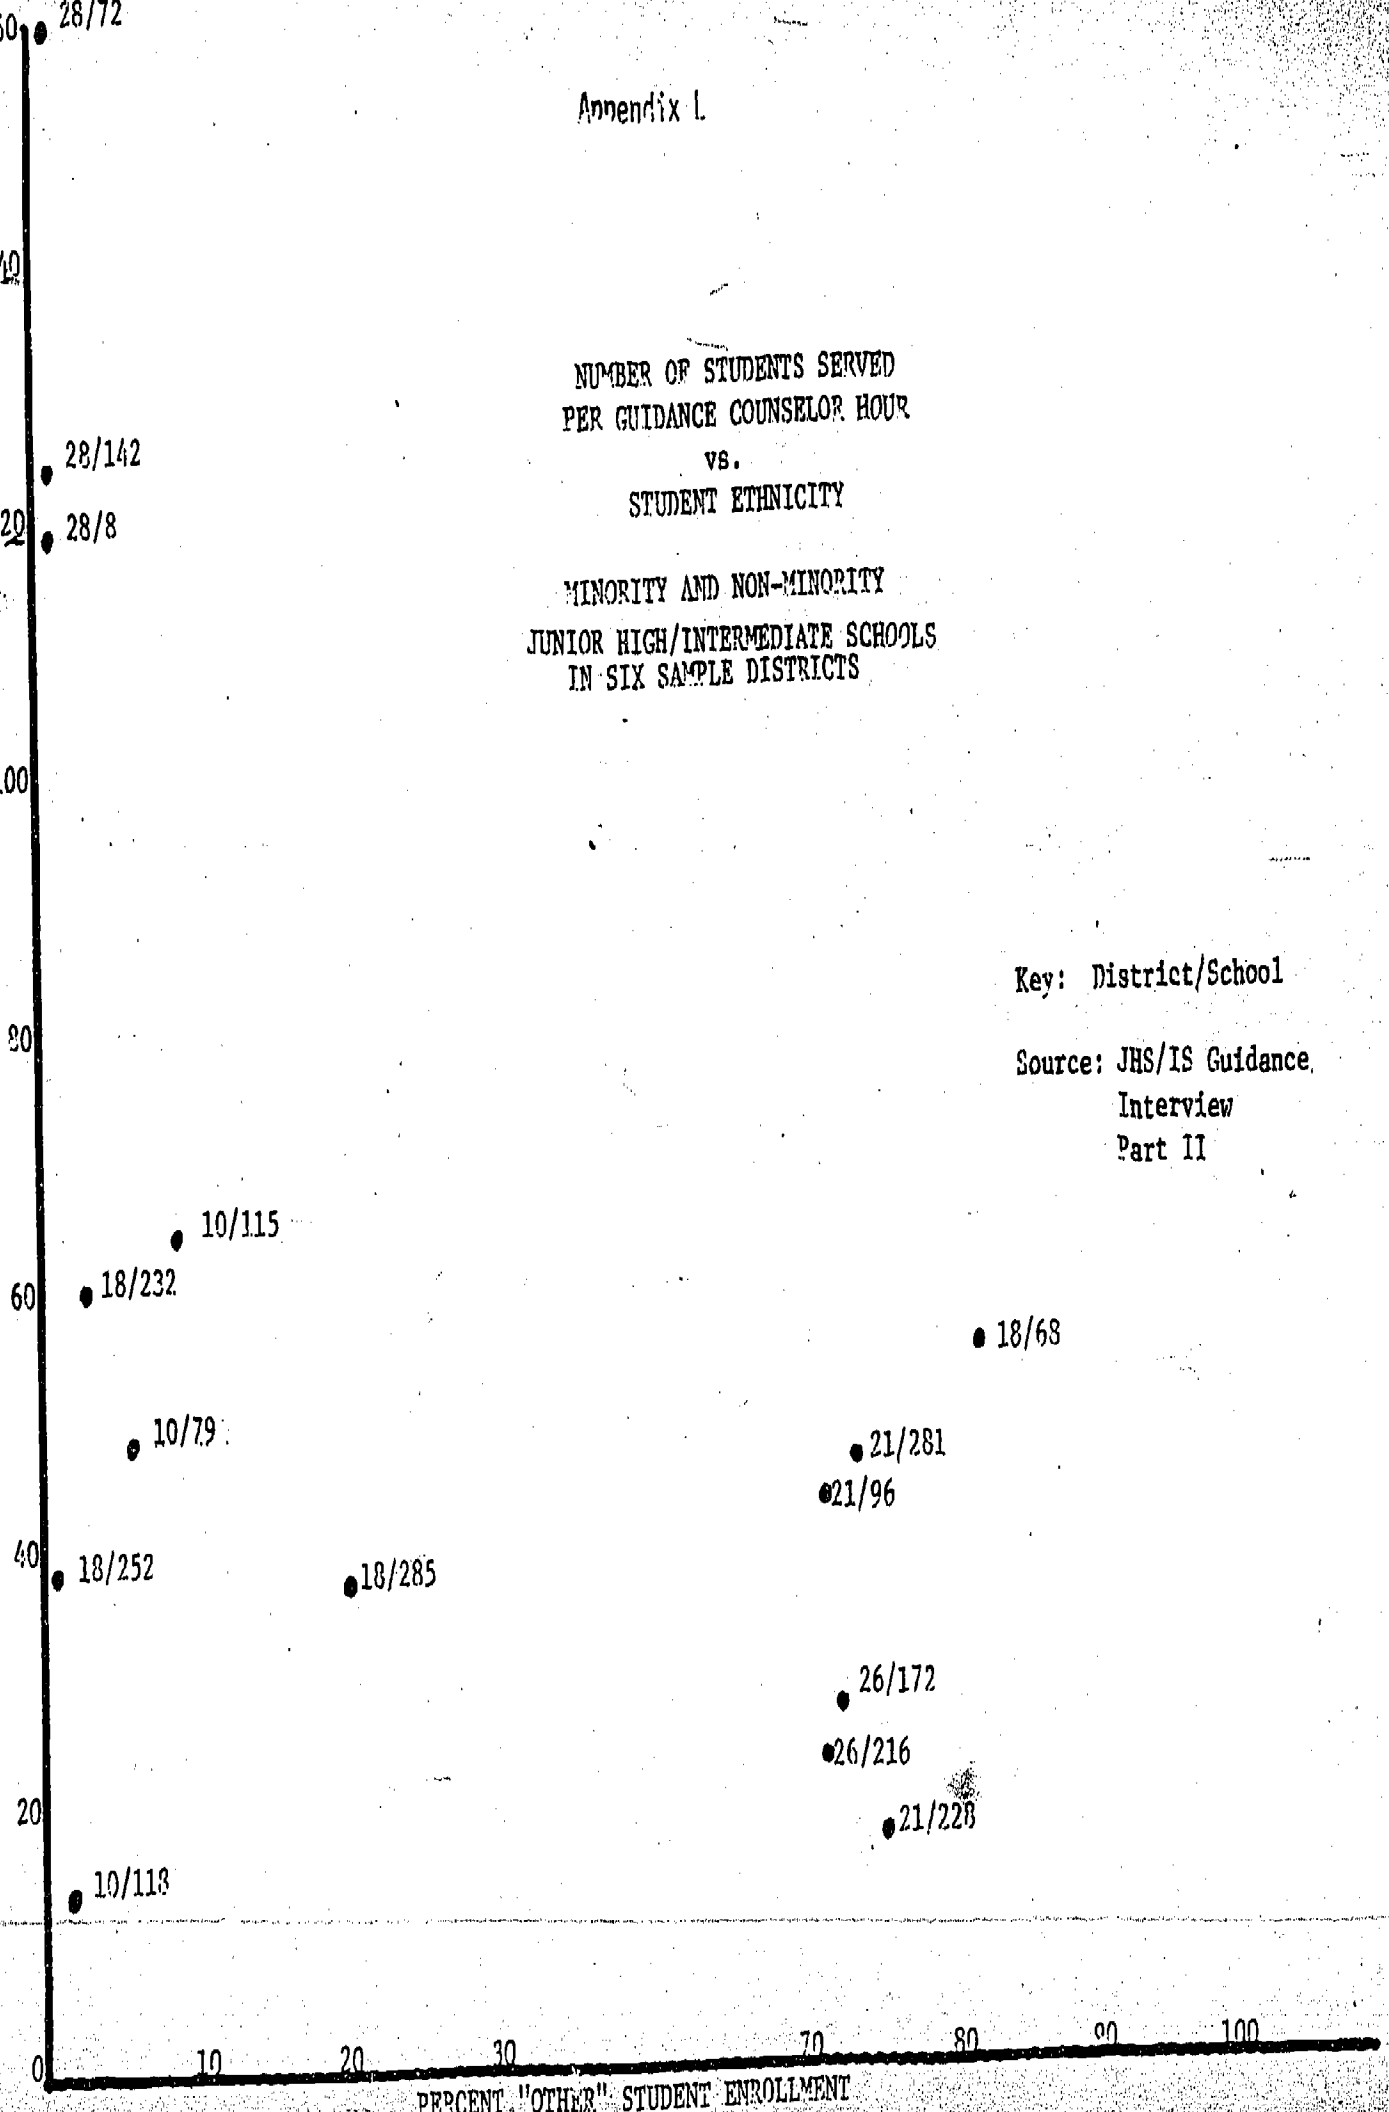 28/72
Appendix L
40
NUMBER OF STUDENTS SERVED
PER GUIDANCE COUNSELOR HOUR
28/142
vs.
STUDENT ETHNICITY
20
28/8
MINORITY AND NON-MINORITY
JUNIOR HIGH/INTERMEDIATE SCHOOLS
IN SIX SAMPLE DISTRICTS
00
Key: District/School
80
Source: JHS/IS Guidance
Interview
Part II
10/115
18/232
60
18/68
10/79
21/281
21/96
40
18/252
18/285
26/172
26/216
20
21/228
10/118
0 10 20 30 70 80 90 100
PERCENT "OTHER" STUDENT ENROLLMENT